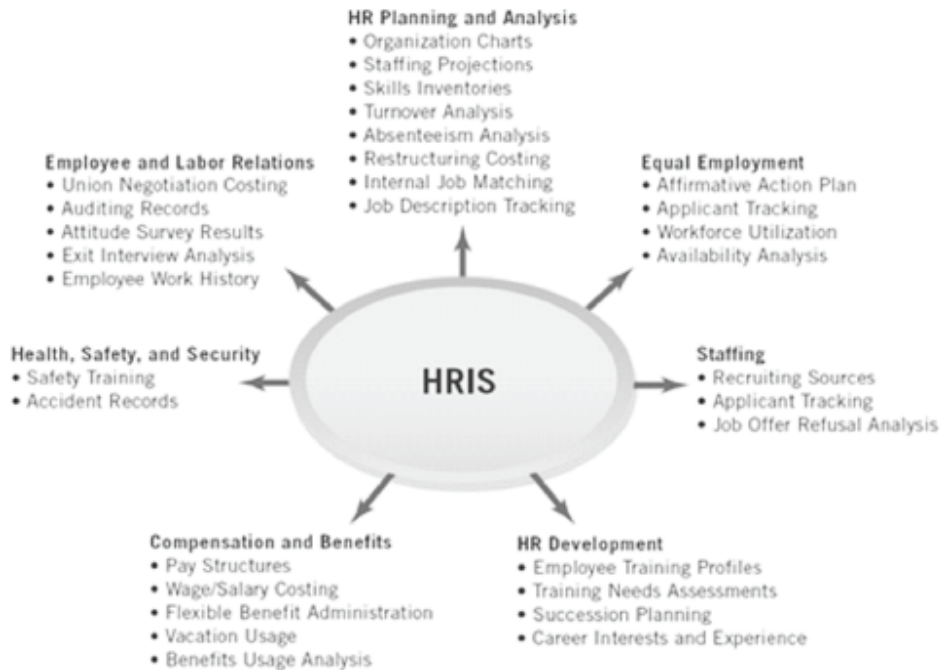 HR Planning and Analysis
• Organization Charts
• Staffing Projections
• Skills Inventories
• Turnover Analysis
• Absenteeism Analysis
• Restructuring Costing
• Internal Job Matching
• Job Description Tracking
Employee and Labor Relations
• Union Negotiation Costing
• Auditing Records
• Attitude Survey Results
• Exit Interview Analysis
• Employee Work History
Equal Employment
• Affirmative Action Plan
• Applicant Tracking
• Workforce Utilization
• Availability Analysis
Health, Safety, and Security
• Safety Training
• Accident Records
HRIS
Staffing
• Recruiting Sources
• Applicant Tracking
• Job Offer Refusal Analysis
Compensation and Benefits
• Pay Structures
• Wage/Salary Costing
• Flexible Benefit Administration
• Vacation Usage
• Benefits Usage Analysis
HR Development
• Employee Training Profiles
• Training Needs Assessments
• Succession Planning
• Career Interests and Experience